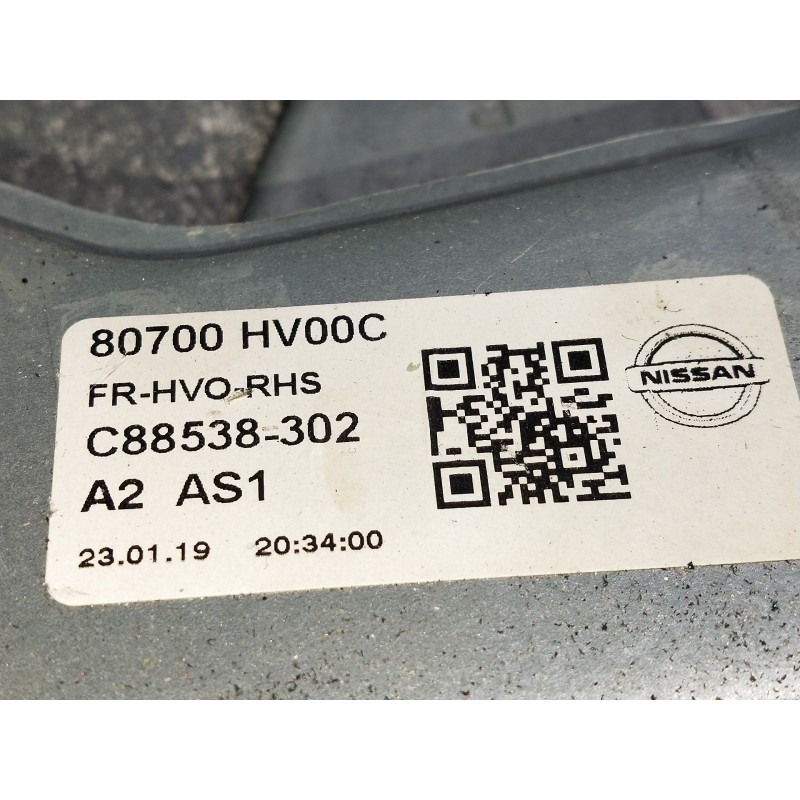 80700 HV00C
FR-HVO-RHS
C88538-302
A2 AS1
23.01.19 20:34:00
NISSAN